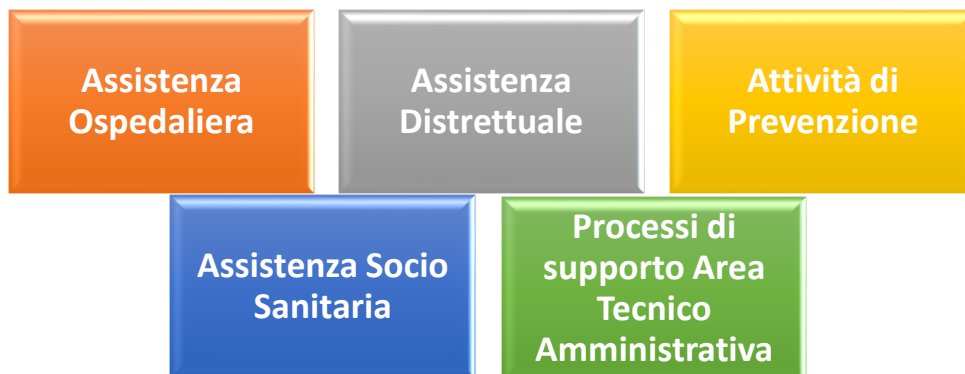 Assistenza
Ospedaliera
Assistenza
Distrettuale
Attività di
Prevenzione
Assistenza Socio
Sanitaria
Processi di
supporto Area
Tecnico
Amministrativa